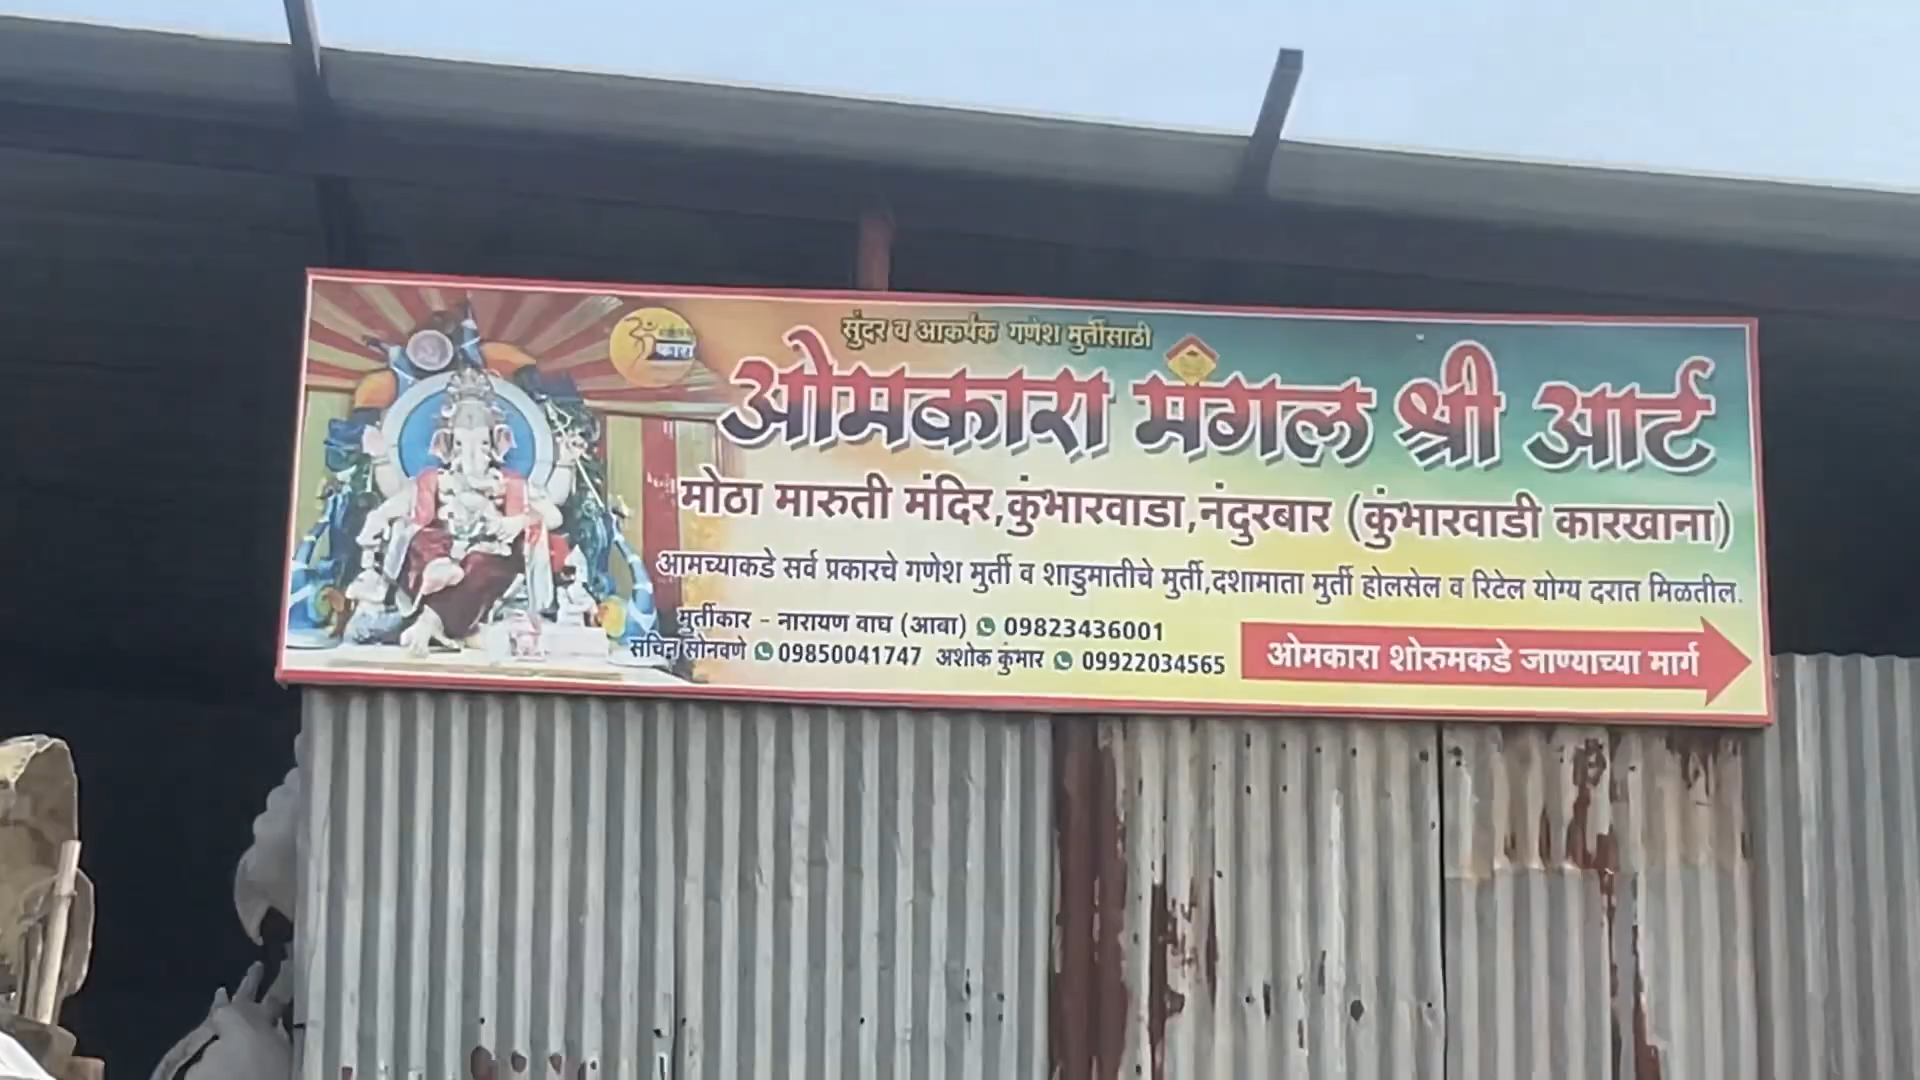 सुंदर व आकर्षक गणेश मुर्तीसाठी
ओमकारा मंगल श्री आर्ट
मोठा मारुती मंदिर,कुंभारवाडा,नंदुरबार (कुंभारवाडी कारखाना)
आमच्याकडे सर्व प्रकारचे गणेश मुर्ती व शाडुमातीचे मुर्ती,दशामाता मुर्ती होलसेल व रिटेल योग्य दरात मिळतील.
मुर्तीकार - नारायण वाघ (आबा) 09823436001
सचिन सोनवणे 09850041747 अशोक कुंभार 09922034565
ओमकारा शोरुमकडे जाण्याच्या मार्ग